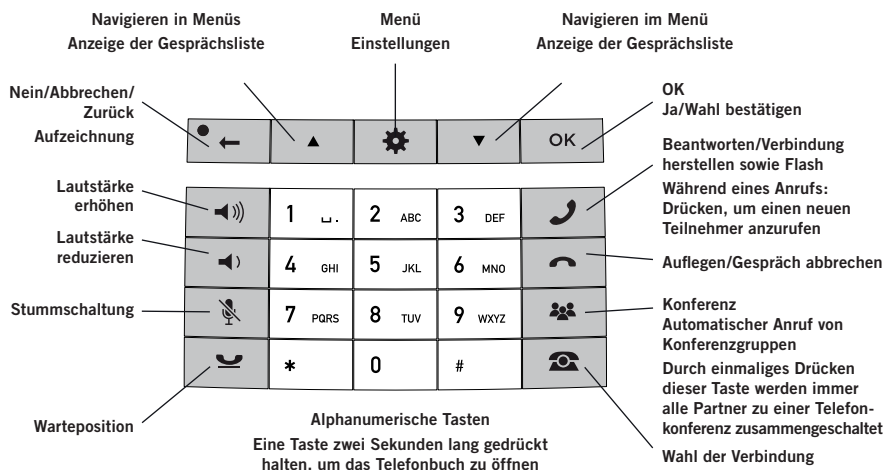 Navigieren in Menüs
Anzeige der Gesprächsliste
Menü
Einstellungen
Navigieren im Menü
Anzeige der Gesprächsliste
Nein/Abbrechen/
Zurück
Aufzeichnung
OK
OK
Ja/Wahl bestätigen
Lautstärke
erhöhen
Lautstärke
reduzieren
Stummschaltung
Warteposition
1 ⎵.
2 ABC
3 DEF
4 GHI
5 JKL
6 MNO
7 PQRS
8 TUV
9 WXYZ
*
0
#
Beantworten/Verbindung
herstellen sowie Flash
Während eines Anrufs:
Drücken, um einen neuen
Teilnehmer anzurufen
Auflegen/Gespräch abbrechen
Konferenz
Automatischer Anruf von
Konferenzgruppen
Durch einmaliges Drücken
dieser Taste werden immer
alle Partner zu einer Telefon-
konferenz zusammengeschaltet
Wahl der Verbindung
Alphanumerische Tasten
Eine Taste zwei Sekunden lang gedrückt
halten, um das Telefonbuch zu öffnen